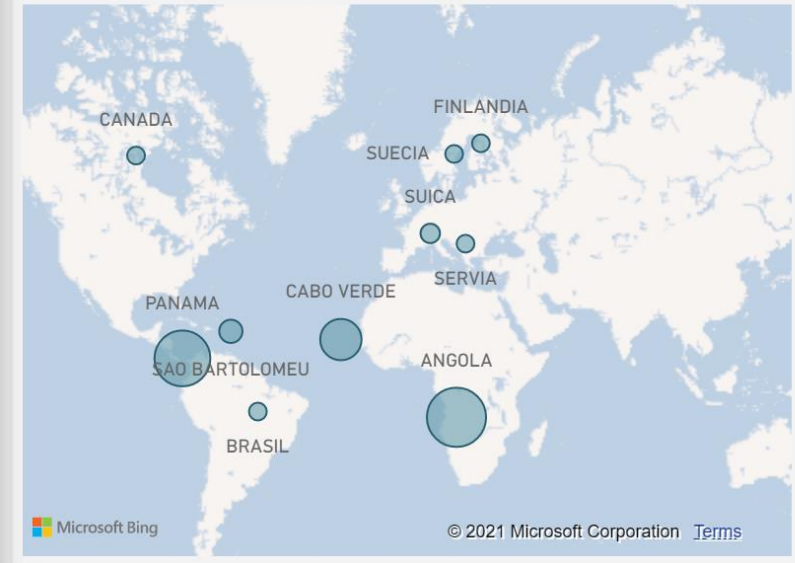 CANADA
FINLANDIA
SUECIA
SUICA
SERVIA
CABO VERDE
PANAMA
SAO BARTOLOMEU
ANGOLA
BRASIL
Microsoft Bing
© 2021 Microsoft Corporation Terms